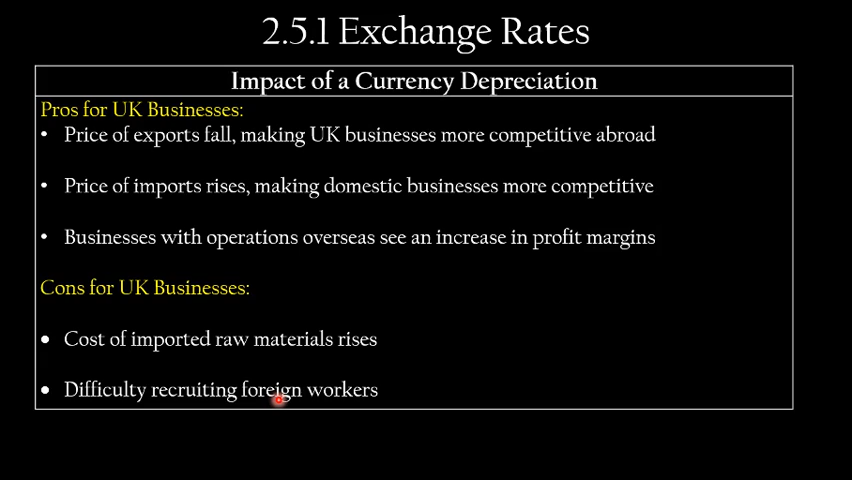 2.5.1 Exchange Rates
Impact of a Currency Depreciation
Pros for UK Businesses:
• Price of exports fall, making UK businesses more competitive abroad
• Price of imports rises, making domestic businesses more competitive
• Businesses with operations overseas see an increase in profit margins
Cons for UK Businesses:
• Cost of imported raw materials rises
• Difficulty recruiting foreign workers